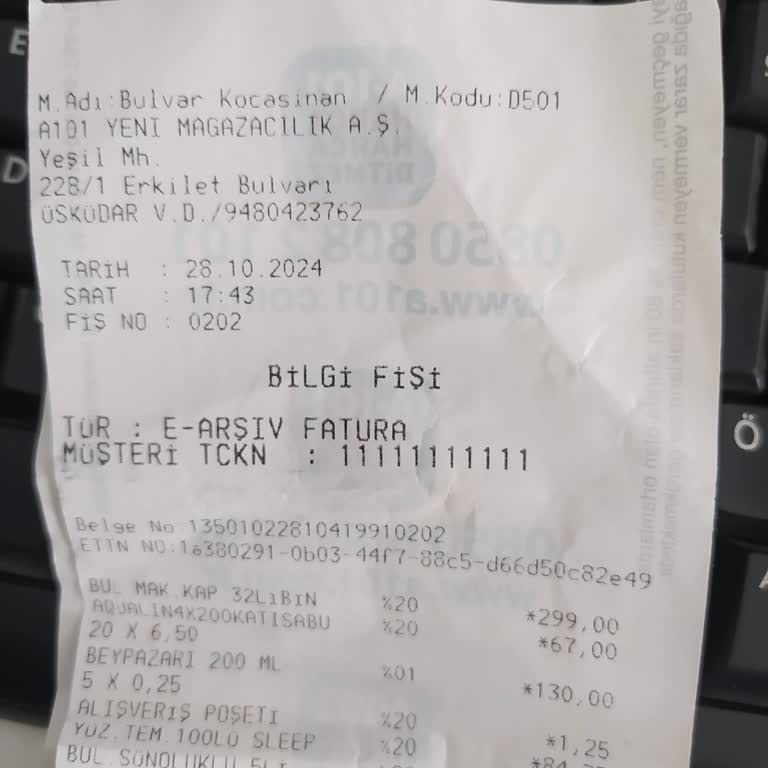 M.Adı:Bulvar Kocasinan / M.Kodu:D501
A101 YENİ MAGAZACILIK A.Ş.
Yeşil Mh.
228/1 Erkilet Bulvarı
ÜSKÜDAR V.D./9480423762
TARİH : 28.10.2024
SAAT : 17:43
FİŞ NO : 0202
BİLGİ FİŞİ
TÜR : E-ARŞIV FATURA
MÜŞTERİ TCKN : 11111111111
Belge No:13501022810419910202
ETTN NO:1a380291-0b03-44f7-88c5-d66d50c82e49
BUL MAK.KAP 32LİBİN %20 *299,00
AQUALIN4X200KATISABU %20 *67,00
20 X 6,50
BEYPAZARI 200 ML %01 *130,00
5 X 0,25
ALIŞVERİŞ POŞETİ %20 *1,25
YÜZ.TEM.100LÜ SLEEP %20
Ö
E
D